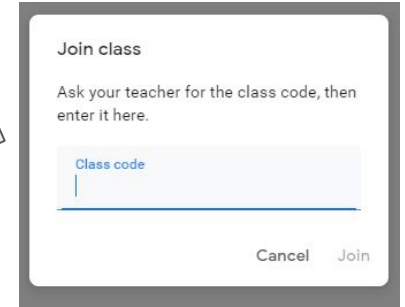 Join class
Ask your teacher for the class code, then
enter it here.
Class code
Cancel Join